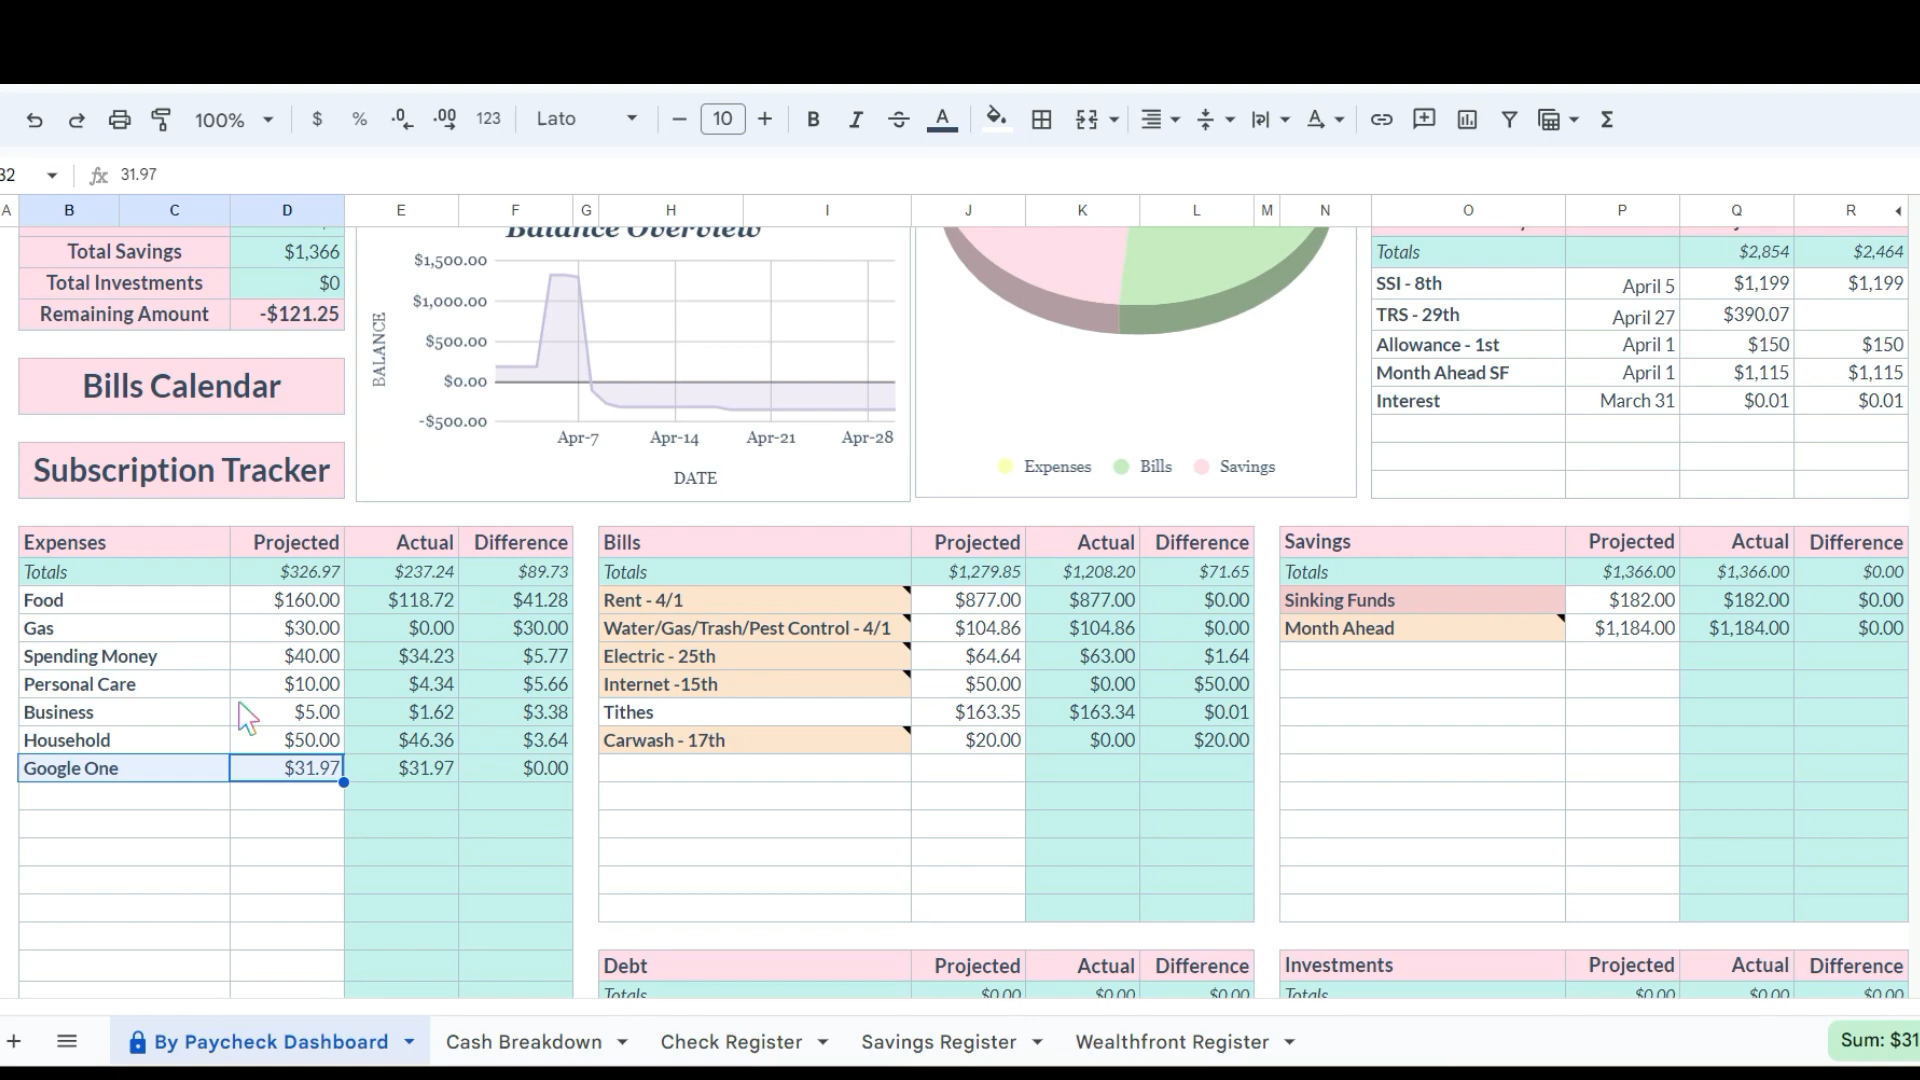 100% $ % .0 .00 123 Lato 10 B I A
32 fx 31.97
A B C D E F G H I J K L M N O P Q R
Total Savings $1,366
Total Investments $0
Remaining Amount -$121.25
Bills Calendar
Subscription Tracker
Balance Overview
$1,500.00
$1,000.00
$500.00
$0.00
-$500.00
BALANCE
Apr-7 Apr-14 Apr-21 Apr-28
DATE
Expenses Bills Savings
Totals $2,854 $2,464
SSI - 8th April 5 $1,199 $1,199
TRS - 29th April 27 $390.07
Allowance - 1st April 1 $150 $150
Month Ahead SF April 1 $1,115 $1,115
Interest March 31 $0.01 $0.01
Expenses Projected Actual Difference
Totals $326.97 $237.24 $89.73
Food $160.00 $118.72 $41.28
Gas $30.00 $0.00 $30.00
Spending Money $40.00 $34.23 $5.77
Personal Care $10.00 $4.34 $5.66
Business $5.00 $1.62 $3.38
Household $50.00 $46.36 $3.64
Google One $31.97 $31.97 $0.00
Bills Projected Actual Difference
Totals $1,279.85 $1,208.20 $71.65
Rent - 4/1 $877.00 $877.00 $0.00
Water/Gas/Trash/Pest Control - 4/1 $104.86 $104.86 $0.00
Electric - 25th $64.64 $63.00 $1.64
Internet -15th $50.00 $0.00 $50.00
Tithes $163.35 $163.34 $0.01
Carwash - 17th $20.00 $0.00 $20.00
Savings Projected Actual Difference
Totals $1,366.00 $1,366.00 $0.00
Sinking Funds $182.00 $182.00 $0.00
Month Ahead $1,184.00 $1,184.00 $0.00
Debt Projected Actual Difference
Totals $0.00 $0.00 $0.00
Investments Projected Actual Difference
Totals $0.00 $0.00 $0.00
By Paycheck Dashboard Cash Breakdown Check Register Savings Register Wealthfront Register Sum: $31